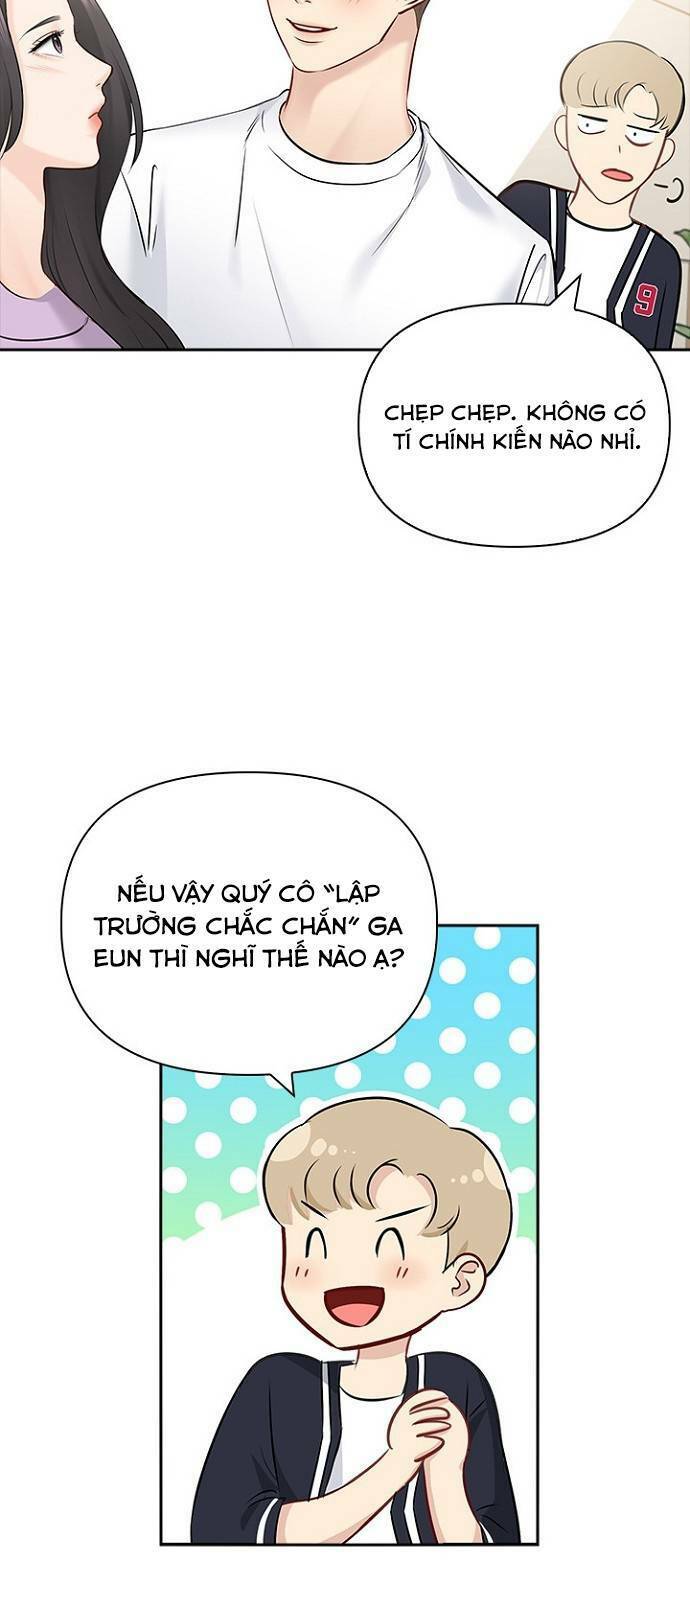 9
CHẸP CHẸP. KHÔNG CÓ
TÍ CHÍNH KIẾN NÀO NHỈ.
NẾU VẬY QUÝ CÔ “LẬP
TRƯỜNG CHẮC CHẮN” GA
EUN THÌ NGHĨ THẾ NÀO Ạ?